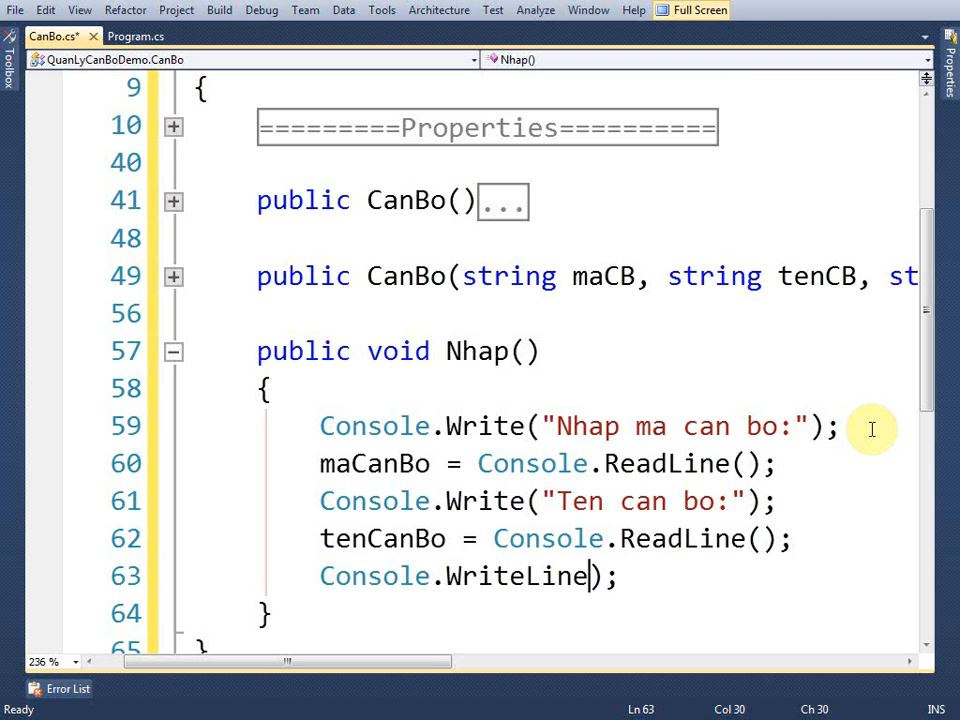 File Edit View Refactor Project Build Debug Team Data Tools Architecture Test Analyze Window Help Full Screen
CanBo.cs* Program.cs
Toolbox
Properties
QuanLyCanBoDemo.CanBo Nhap()
9 {
10 =========Properties==========
40
41 public CanBo()...
48
49 public CanBo(string maCB, string tenCB, st
56
57 public void Nhap()
58 {
59 Console.Write("Nhap ma can bo:");
60 maCanBo = Console.ReadLine();
61 Console.Write("Ten can bo:");
62 tenCanBo = Console.ReadLine();
63 Console.WriteLine);
64 }
65 }
236 %
Error List
Ready Ln 63 Col 30 Ch 30 INS